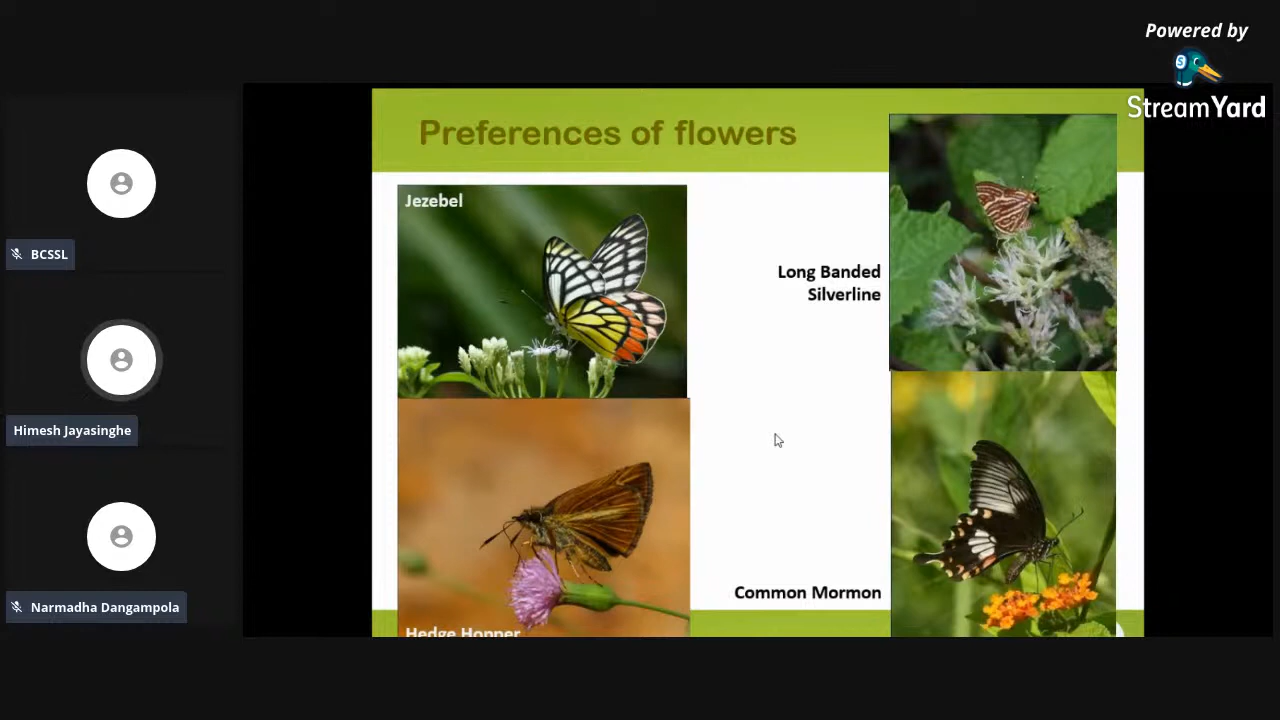 Powered by
StreamYard
Preferences of flowers
Jezebel
Long Banded
Silverline
BCSSL
Himesh Jayasinghe
Narmadha Dangampola
Common Mormon
Hedge Hopper